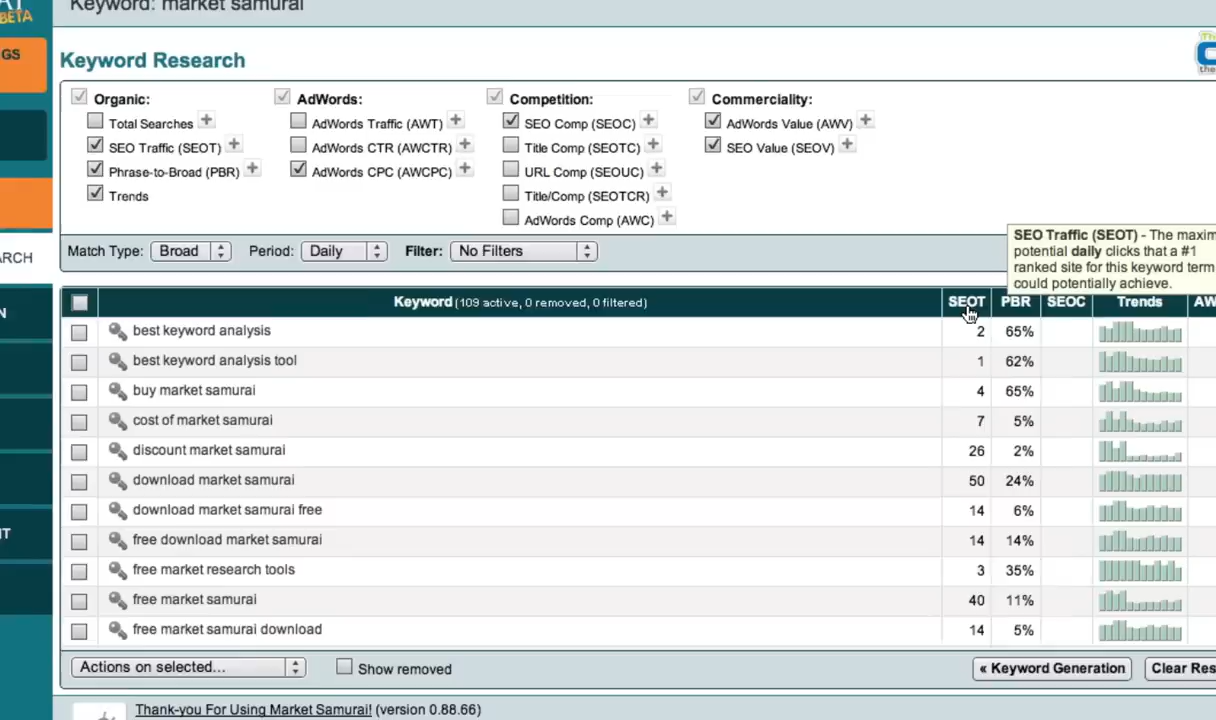 BETA
Keyword: market samurai
GS
Keyword Research
Organic:
AdWords:
Competition:
Commerciality:
Total Searches
AdWords Traffic (AWT)
SEO Comp (SEOC)
AdWords Value (AWV)
SEO Traffic (SEOT)
AdWords CTR (AWCTR)
Title Comp (SEOTC)
SEO Value (SEOV)
Phrase-to-Broad (PBR)
AdWords CPC (AWCPC)
URL Comp (SEOUC)
Trends
Title/Comp (SEOTCR)
AdWords Comp (AWC)
Match Type: Broad Period: Daily Filter: No Filters
SEO Traffic (SEOT) - The maxim
potential daily clicks that a #1
ranked site for this keyword term
could potentially achieve.
ARCH
Keyword (109 active, 0 removed, 0 filtered) SEOT PBR SEOC Trends AW
best keyword analysis 2 65%
best keyword analysis tool 1 62%
buy market samurai 4 65%
cost of market samurai 7 5%
discount market samurai 26 2%
download market samurai 50 24%
download market samurai free 14 6%
free download market samurai 14 14%
free market research tools 3 35%
free market samurai 40 11%
free market samurai download 14 5%
N
IT
Actions on selected... Show removed « Keyword Generation Clear Res
Thank-you For Using Market Samurai! (version 0.88.66)